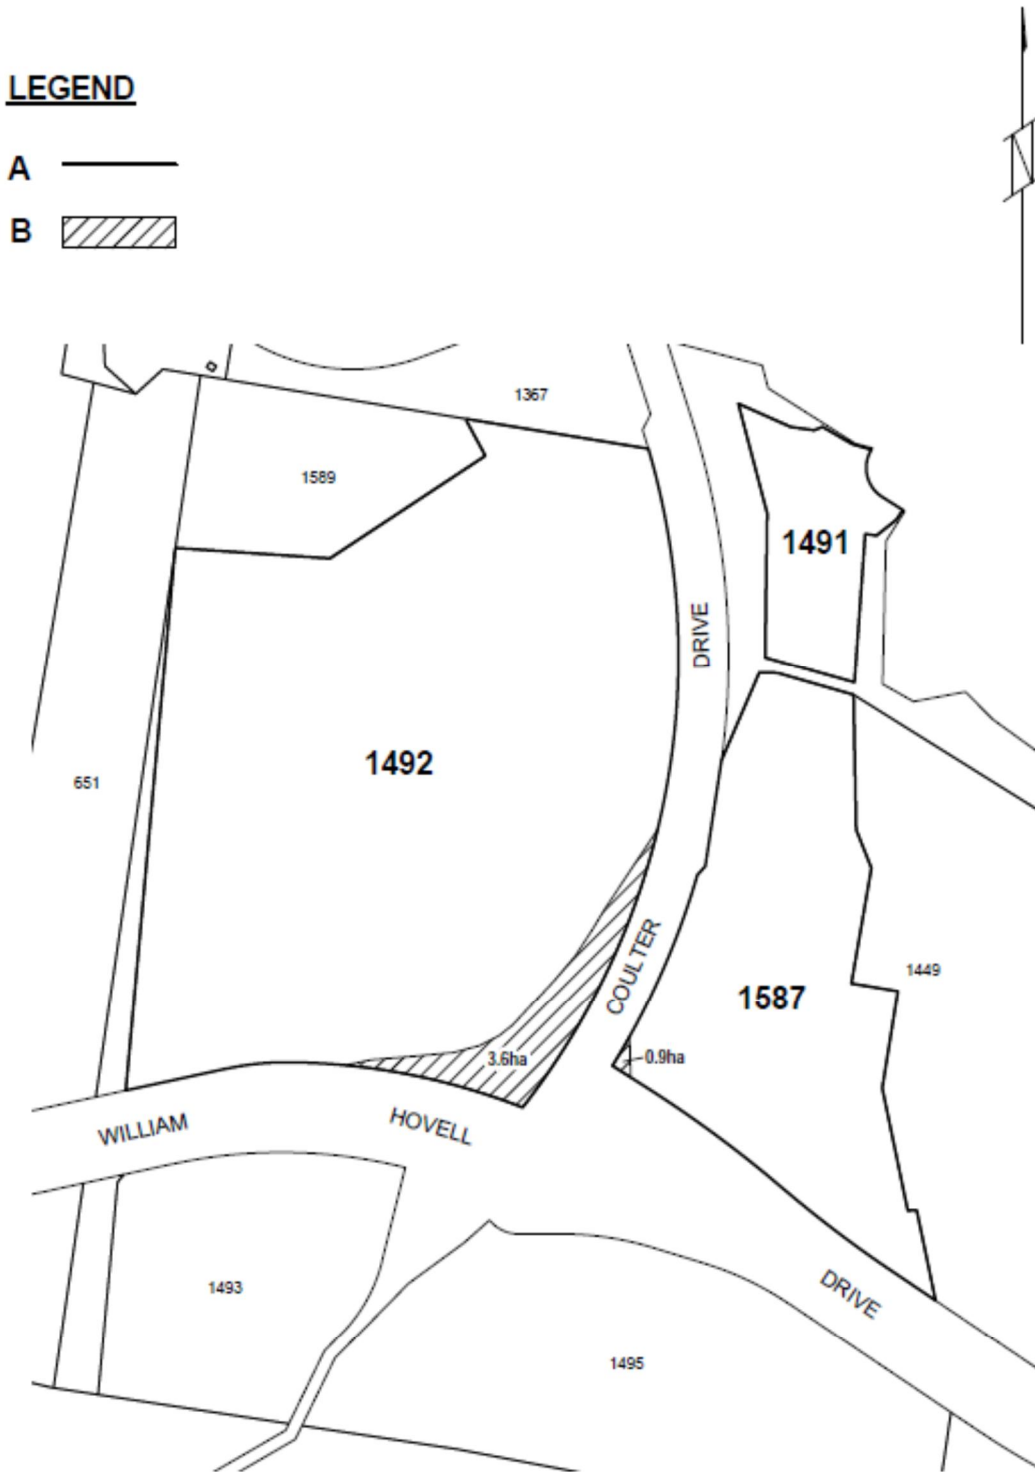 LEGEND
A
B
1367
1589
1491
DRIVE
1492
651
COULTER
1449
1587
3.6ha
0.9ha
WILLIAM
HOVELL
1493
DRIVE
1495